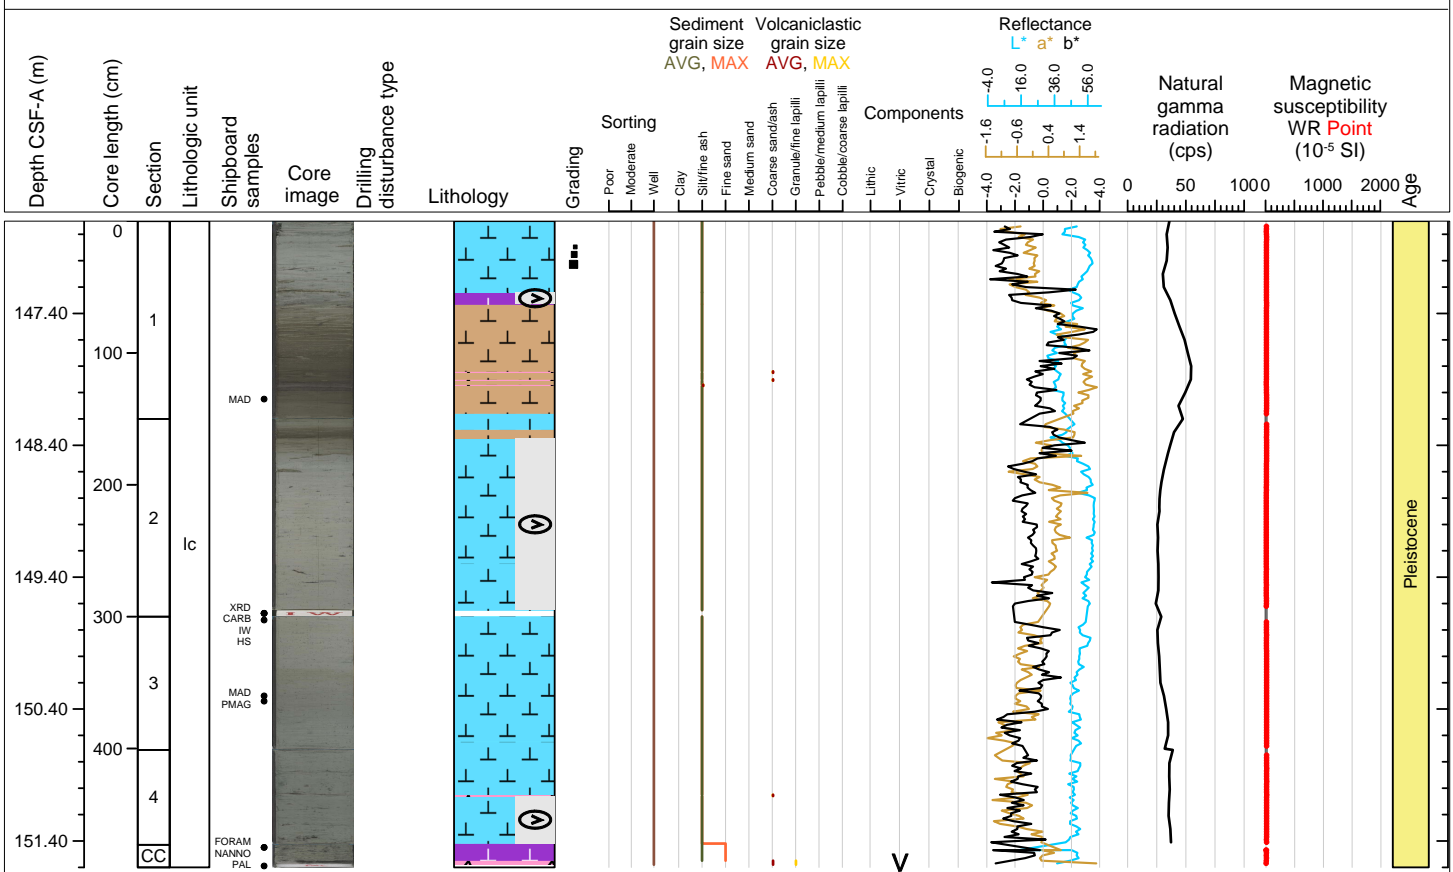 Depth CSF-A (m)
Core length (cm)
Section
Lithologic unit
Shipboard
samples
Core
image
Drilling
disturbance type
Lithology
Grading
Sorting
Poor
Moderate
Well
Sediment
grain size
AVG, MAX
Volcaniclastic
grain size
AVG, MAX
Clay
Silt/fine ash
Fine sand
Medium sand
Coarse sand/ash
Granule/fine lapilli
Pebble/medium lapilli
Cobble/coarse lapilli
Components
Lithic
Vitric
Crystal
Biogenic
Reflectance
L* a* b*
-4.0 16.0 36.0 56.0
-1.6 -0.6 0.4 1.4
-4.0 -2.0 0.0 2.0 4.0
Natural
gamma
radiation
(cps)
0 50 100
Magnetic
susceptibility
WR Point
(10-5 SI)
0 1000 2000
Age
0
147.40
1
100
MAD
148.40
200
2
Ic
149.40
XRD
300
CARB
IW
IW
HS
3
MAD
150.40
PMAG
400
4
151.40
FORAM
CC
NANNO
PAL
V
V
V
V
Pleistocene